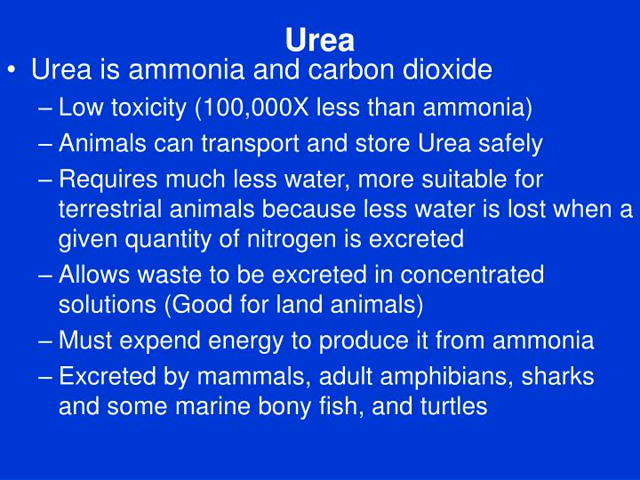 Urea
• Urea is ammonia and carbon dioxide
– Low toxicity (100,000X less than ammonia)
– Animals can transport and store Urea safely
– Requires much less water, more suitable for
terrestrial animals because less water is lost when a
given quantity of nitrogen is excreted
– Allows waste to be excreted in concentrated
solutions (Good for land animals)
– Must expend energy to produce it from ammonia
– Excreted by mammals, adult amphibians, sharks
and some marine bony fish, and turtles